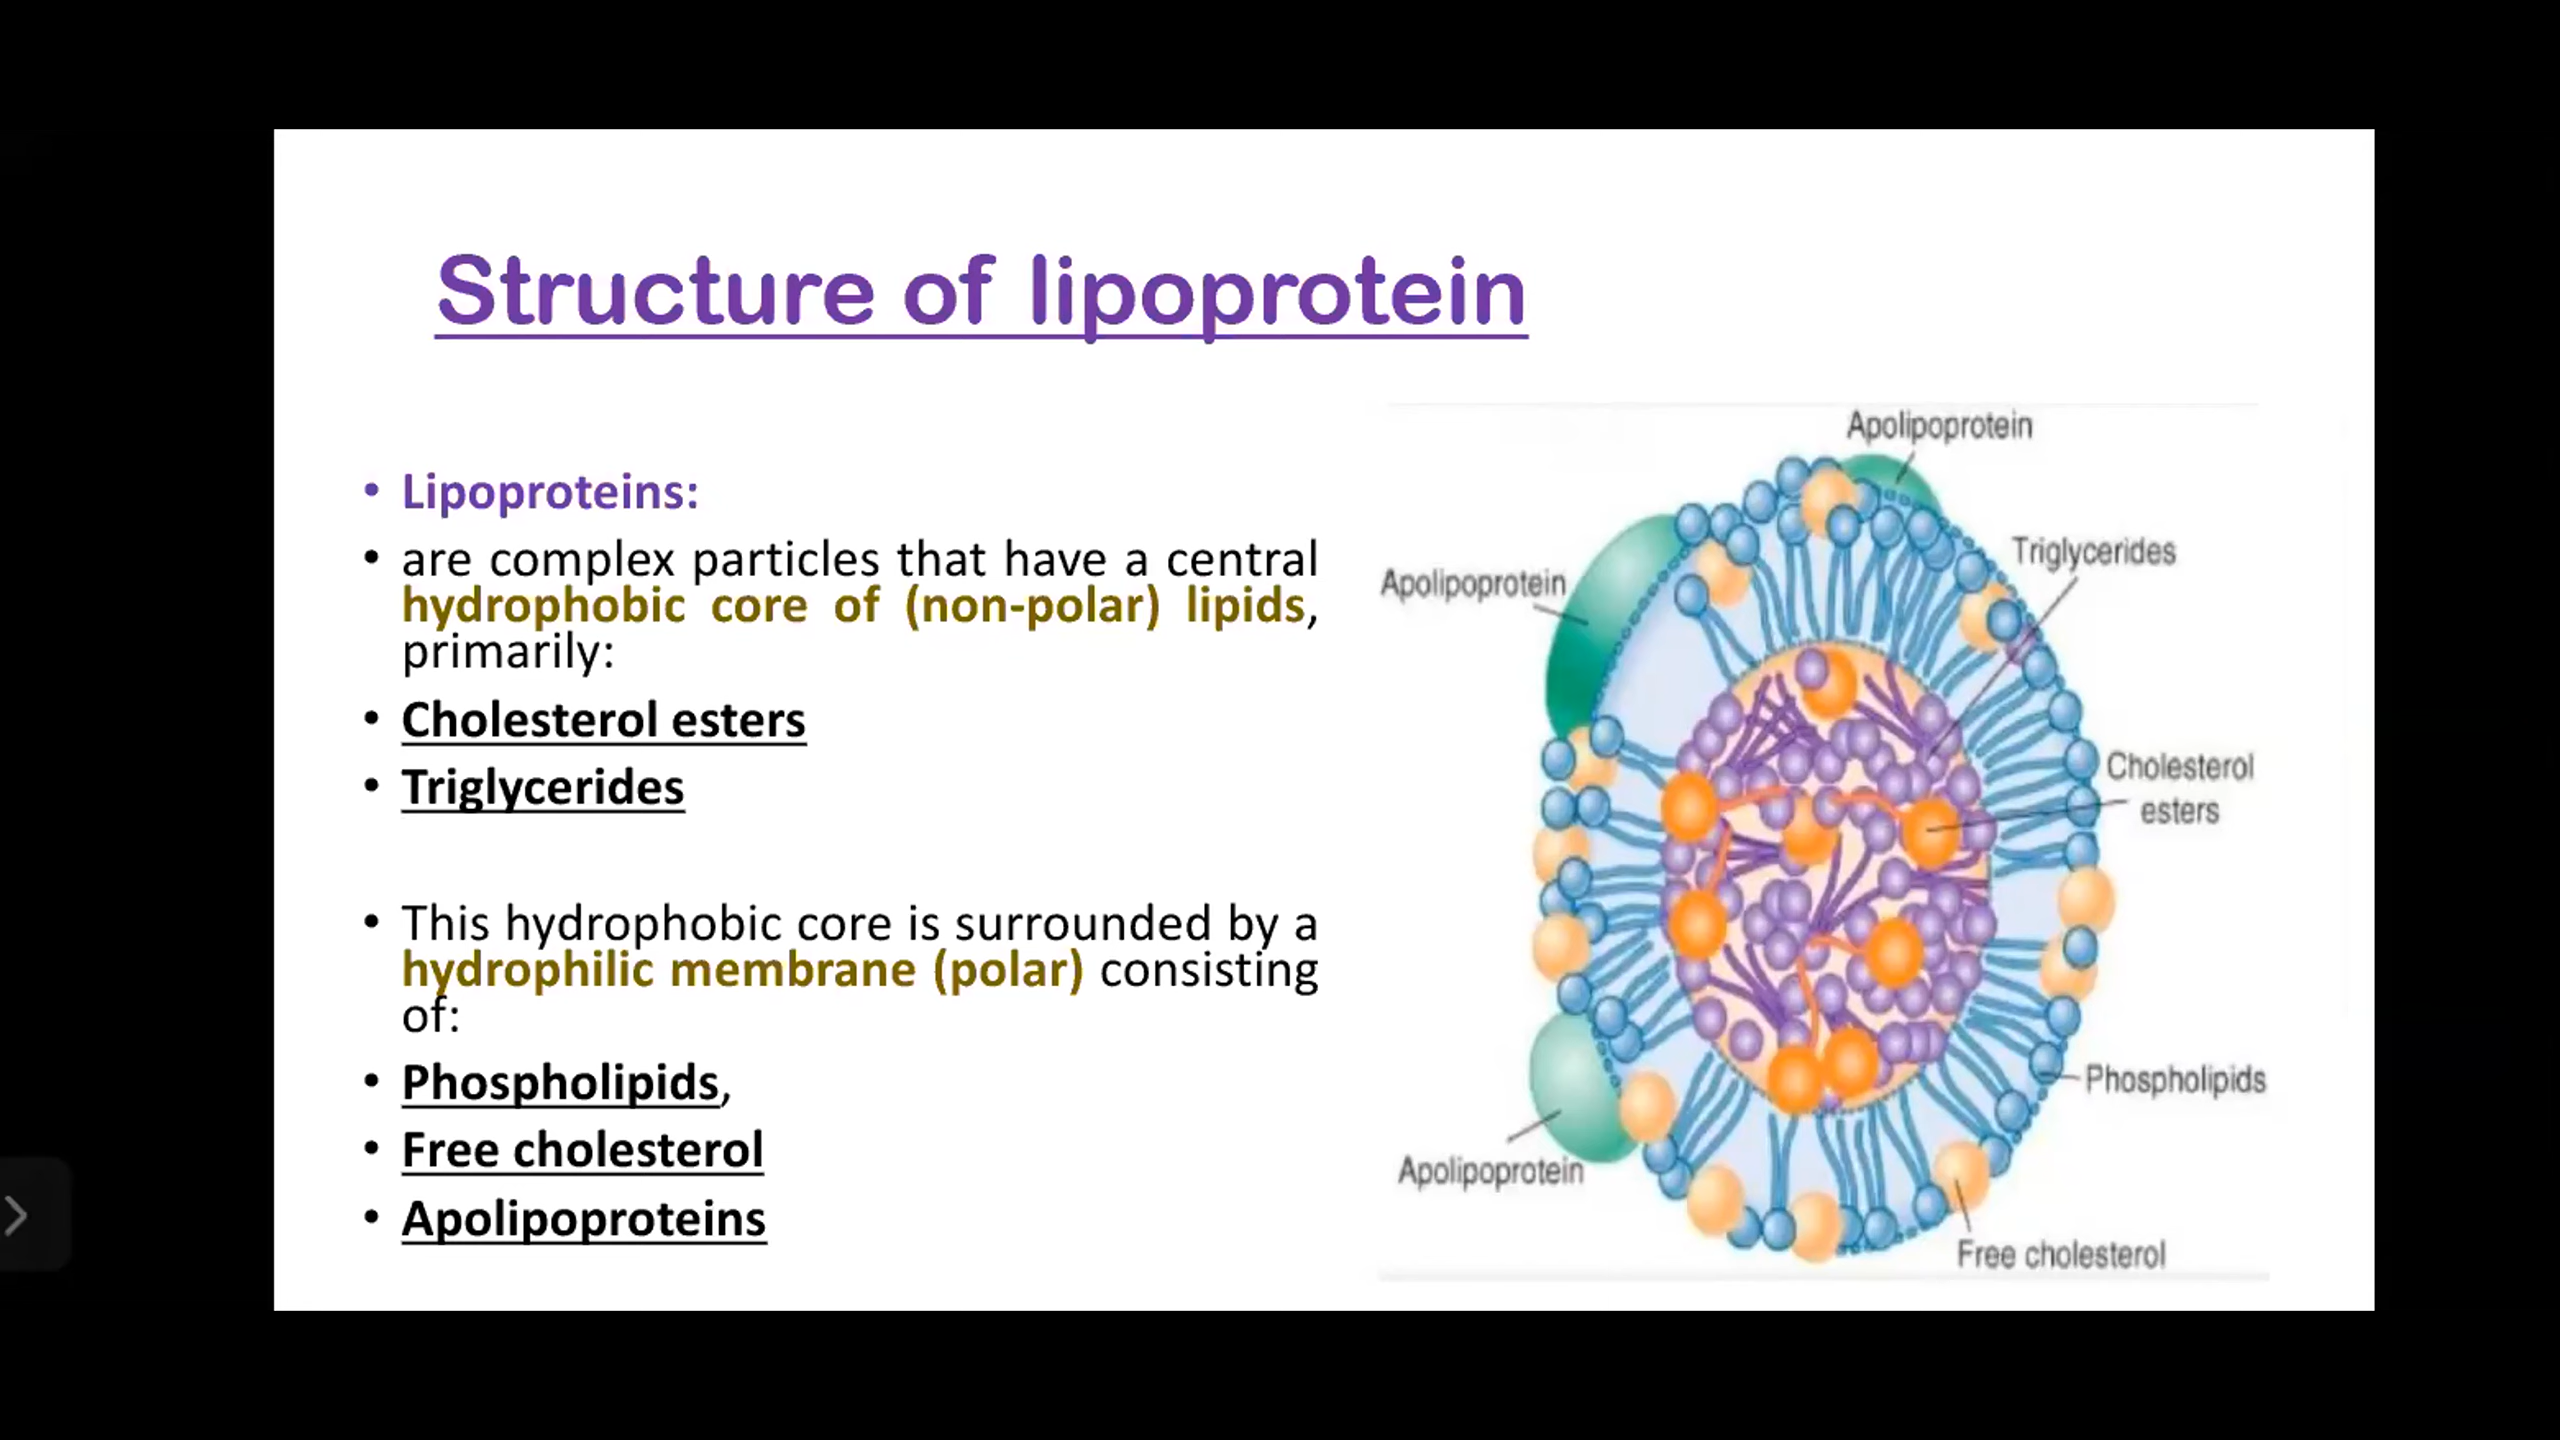 Structure of lipoprotein
• Lipoproteins:
• are complex particles that have a central
hydrophobic core of (non-polar) lipids,
primarily:
• Cholesterol esters
• Triglycerides
• This hydrophobic core is surrounded by a
hydrophilic membrane (polar) consisting
of:
• Phospholipids,
• Free cholesterol
• Apolipoproteins
Apolipoprotein
Triglycerides
Apolipoprotein
Cholesterol
esters
Phospholipids
Apolipoprotein
Free cholesterol